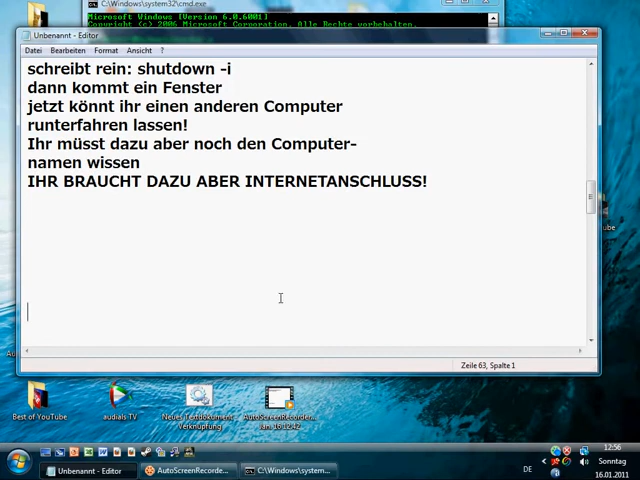 C:\Windows\system32\cmd.exe
Microsoft Windows [Version 6.0.6001]
Copyright (c) 2006 Microsoft Corporation. Alle Rechte vorbehalten.
Unbenannt - Editor
Datei Bearbeiten Format Ansicht ?
schreibt rein: shutdown -i
dann kommt ein Fenster
jetzt könnt ihr einen anderen Computer
runterfahren lassen!
Ihr müsst dazu aber noch den Computer-
namen wissen
IHR BRAUCHT DAZU ABER INTERNETANSCHLUSS!
Zeile 63, Spalte 1
Best of YouTube
audials TV
Neues Textdokument
Verknüpfung
AutoScreenRecorder...
Jan. 16 12:42
12:56
Unbenannt - Editor
AutoScreenRecorde...
C:\Windows\system...
DE
Sonntag
16.01.2011